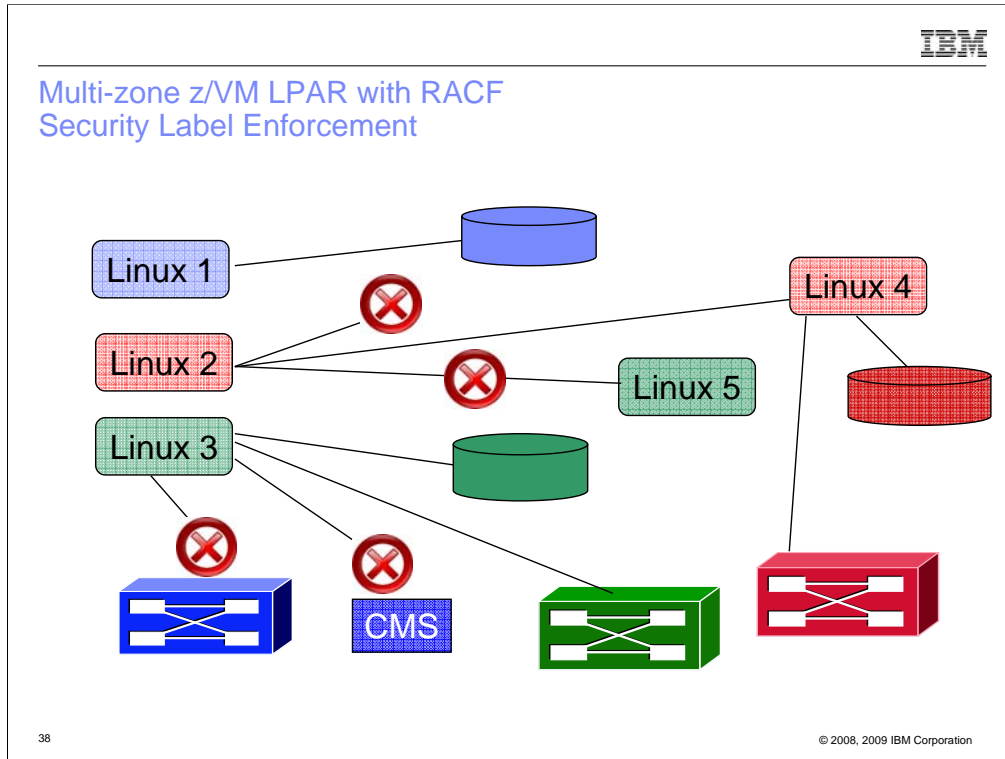 IBM
Multi-zone z/VM LPAR with RACF
Security Label Enforcement
Linux 1
Linux 4
Linux 2
Linux 5
Linux 3
CMS
38
© 2008, 2009 IBM Corporation